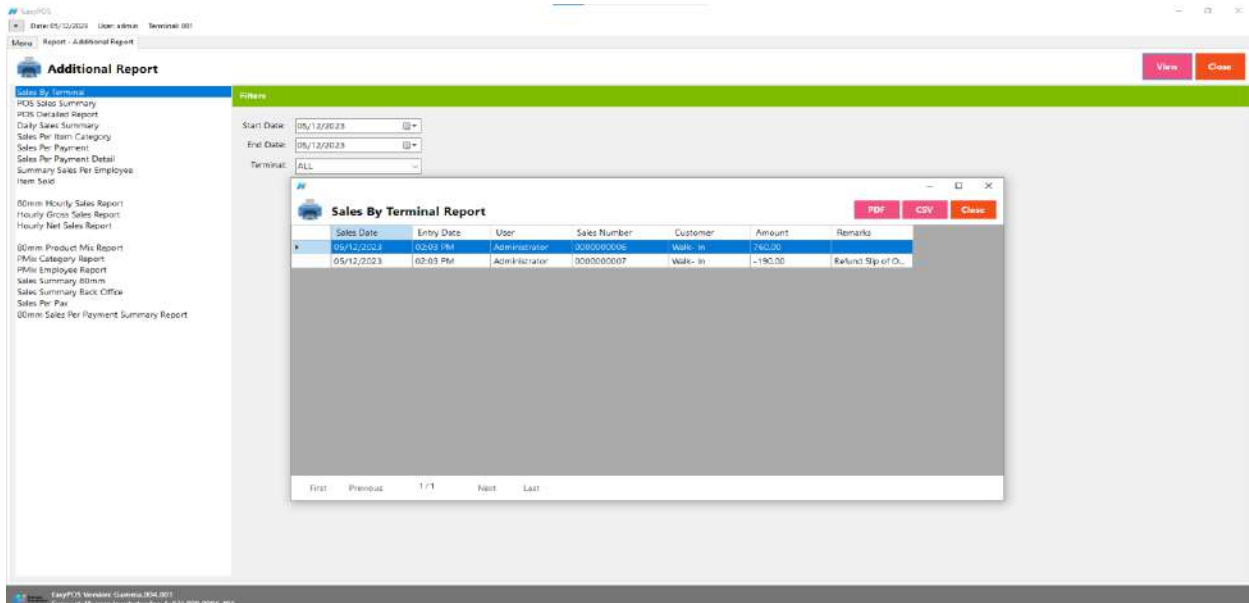 EasyPOS
Date: 05/12/2023 User: admin Terminal: 001
Menu Report - Additional Report
Additional Report
View Close
Sales By Terminal
POS Sales Summary
POS Detailed Report
Daily Sales Summary
Sales Per Item Category
Sales Per Payment
Sales Per Payment Detail
Summary Sales Per Employee
Item Sold
80mm Hourly Sales Report
Hourly Gross Sales Report
Hourly Net Sales Report
80mm Product Mix Report
PMix Category Report
PMix Employee Report
Sales Summary 80mm
Sales Summary Back Office
Sales Per Pax
80mm Sales Per Payment Summary Report
Filters
Start Date: 05/12/2023
End Date: 05/12/2023
Terminal: ALL
Sales By Terminal Report
PDF CSV Close
Sales Date Entry Date User Sales Number Customer Amount Remarks
05/12/2023 02:03 PM Administrator 0000000006 Walk- In 760.00
05/12/2023 02:03 PM Administrator 0000000007 Walk- In -190.00 Refund Slip of O...
First Previous 1 / 1 Next Last
EasyPOS Version: Gamma.004.001